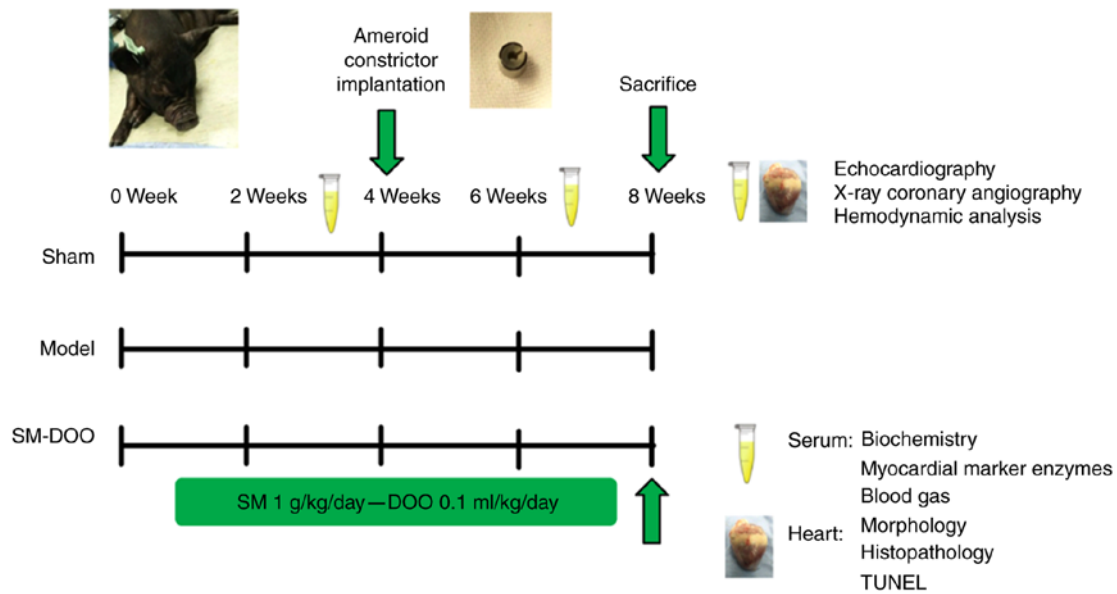 Ameroid
constrictor
implantation
Sacrifice
0 Week 2 Weeks 4 Weeks 6 Weeks 8 Weeks
Echocardiography
X-ray coronary angiography
Hemodynamic analysis
Sham
Model
SM-DOO
SM 1 g/kg/day—DOO 0.1 ml/kg/day
Serum: Biochemistry
Myocardial marker enzymes
Blood gas
Heart: Morphology
Histopathology
TUNEL